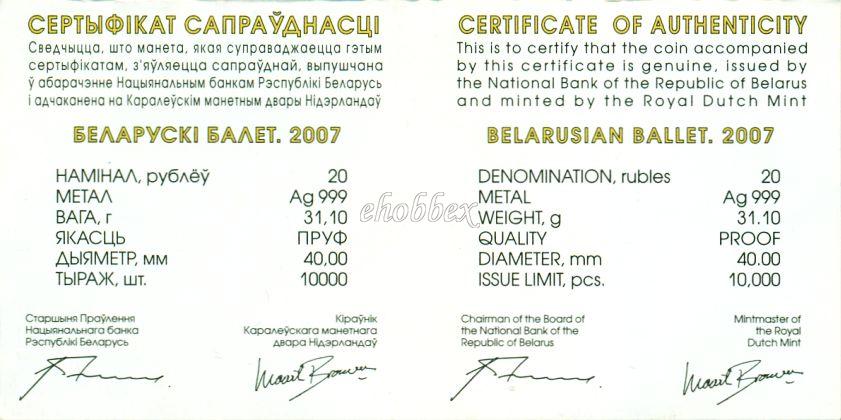 СЕРТЫФІКАТ САПРАЎДНАСЦІ
Сведчыцца, што манета, якая суправаджаецца гэтым
сертыфікатам, з'яўляецца сапраўднай, выпушчана
ў абарачэнне Нацыянальным банкам Рэспублікі Беларусь
і адчаканена на Каралеўскім манетным двары Нідэрландаў
БЕЛАРУСКІ БАЛЕТ. 2007
НАМІНАЛ, рублёў 20
МЕТАЛ Ag 999
ВАГА, г 31,10
ЯКАСЦЬ ПРУФ
ДЫЯМЕТР, мм 40,00
ТЫРАЖ, шт. 10000
Старшыня Праўлення
Нацыянальнага банка
Рэспублікі Беларусь
Кіраўнік
Каралеўскага манетнага
двара Нідэрландаў
CERTIFICATE OF AUTHENTICITY
This is to certify that the coin accompanied
by this certificate is genuine, issued by
the National Bank of the Republic of Belarus
and minted by the Royal Dutch Mint
BELARUSIAN BALLET. 2007
DENOMINATION, rubles 20
METAL Ag 999
WEIGHT, g 31.10
QUALITY PROOF
DIAMETER, mm 40.00
ISSUE LIMIT, pcs. 10,000
Chairman of the Board of
the National Bank of the
Republic of Belarus
Mintmaster of
the Royal
Dutch Mint
ehobbex